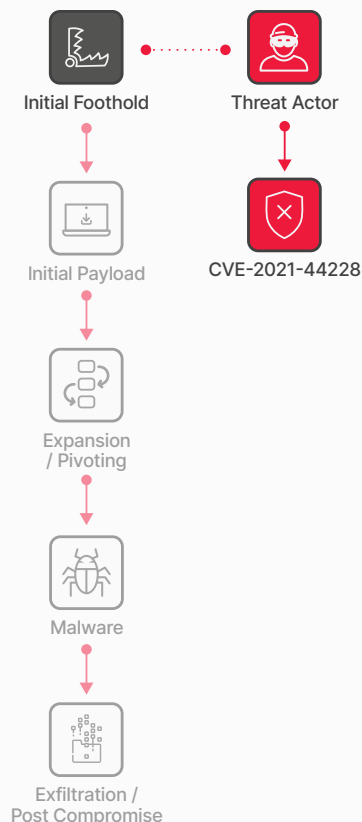 Initial Foothold
Threat Actor
Initial Payload
CVE-2021-44228
Expansion
/ Pivoting
Malware
Exfiltration /
Post Compromise